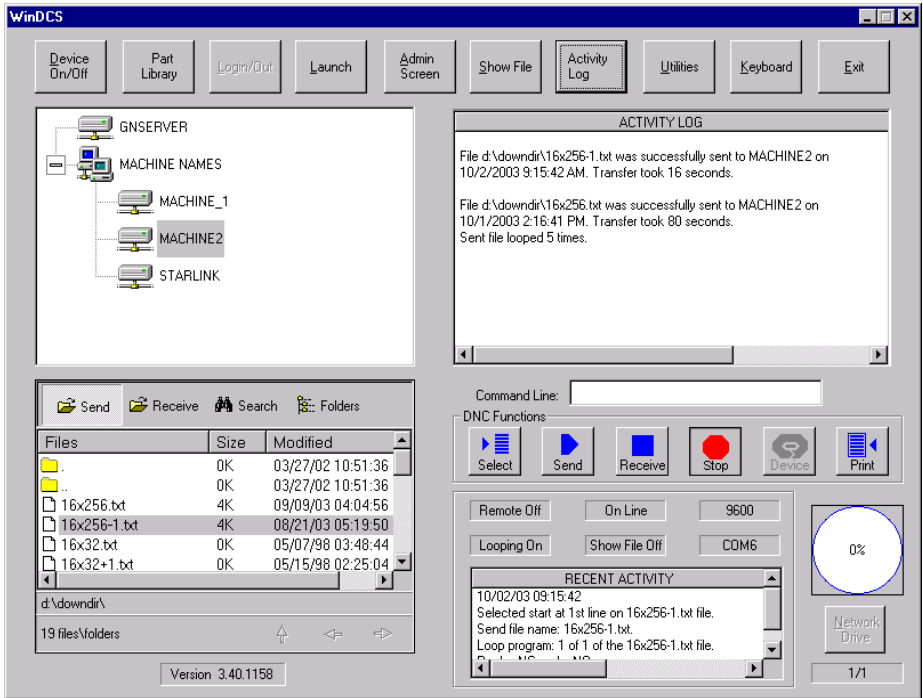 WinDCS
Device On/Off
Part Library
Login/Out
Launch
Admin Screen
Show File
Activity Log
Utilities
Keyboard
Exit
GNSERVER
MACHINE NAMES
MACHINE_1
MACHINE2
STARLINK
ACTIVITY LOG
File d:\downdir\16x256-1.txt was successfully sent to MACHINE2 on
10/2/2003 9:15:42 AM. Transfer took 16 seconds.
File d:\downdir\16x256.txt was successfully sent to MACHINE2 on
10/1/2003 2:16:41 PM. Transfer took 80 seconds.
Sent file looped 5 times.
Send Receive Search Folders
Files Size Modified
. 0K 03/27/02 10:51:36
.. 0K 03/27/02 10:51:36
16x256.txt 4K 09/09/03 04:04:56
16x256-1.txt 4K 08/21/03 05:19:50
16x32.txt 0K 05/07/98 03:48:44
16x32+1.txt 0K 05/15/98 02:25:04
d:\downdir\
19 files\folders
Version 3.40.1158
Command Line:
DNC Functions
Select Send Receive Stop Device Print
Remote Off On Line 9600
Looping On Show File Off COM6
RECENT ACTIVITY
10/02/03 09:15:42
Selected start at 1st line on 16x256-1.txt file.
Send file name: 16x256-1.txt.
Loop program: 1 of 1 of the 16x256-1.txt file.
0%
Network Drive
1/1